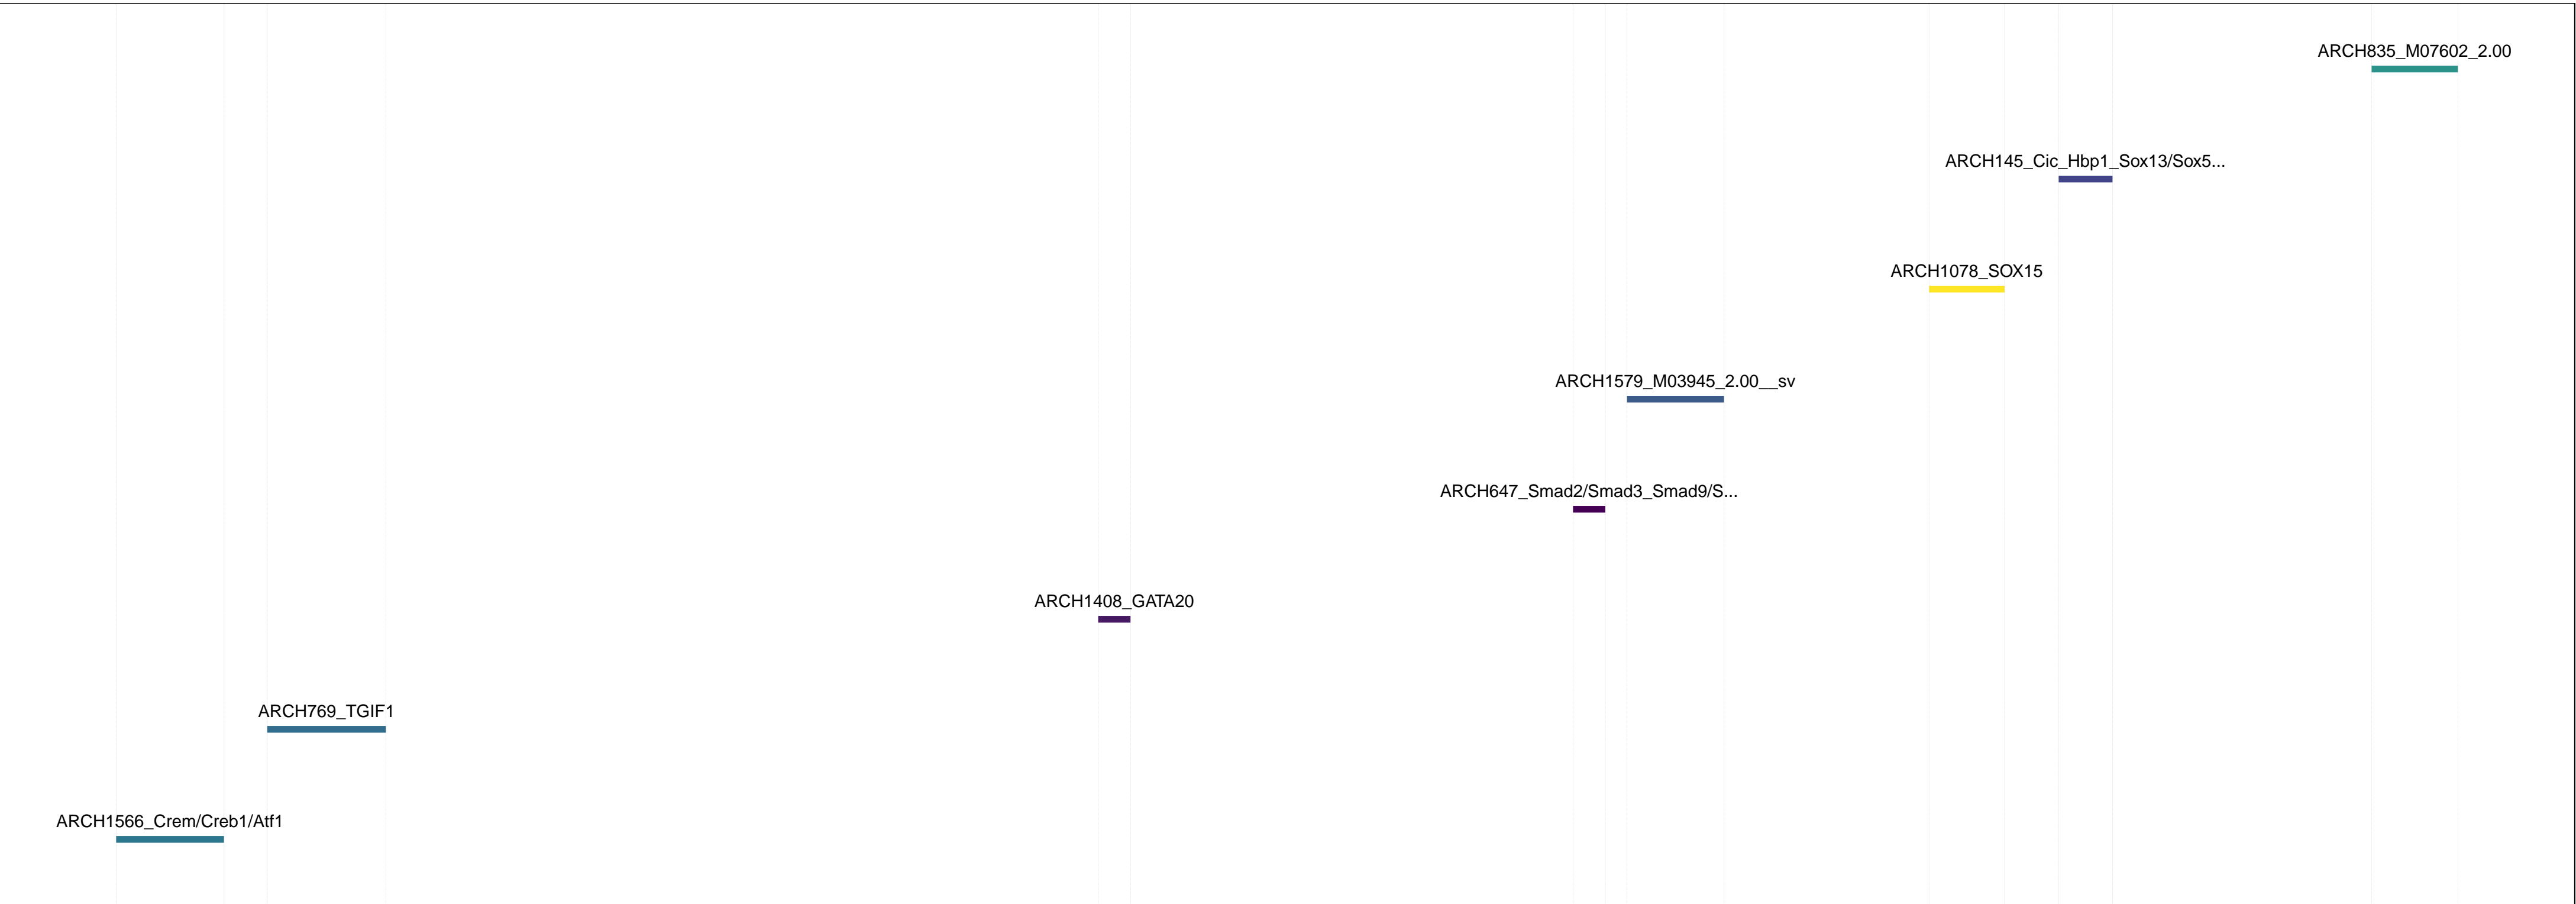 ARCH835_M07602_2.00
ARCH145_Cic_Hbp1_Sox13/Sox5...
ARCH1078_SOX15
ARCH1579_M03945_2.00__sv
ARCH647_Smad2/Smad3_Smad9/S...
ARCH1408_GATA20
ARCH769_TGIF1
ARCH1566_Crem/Creb1/Atf1